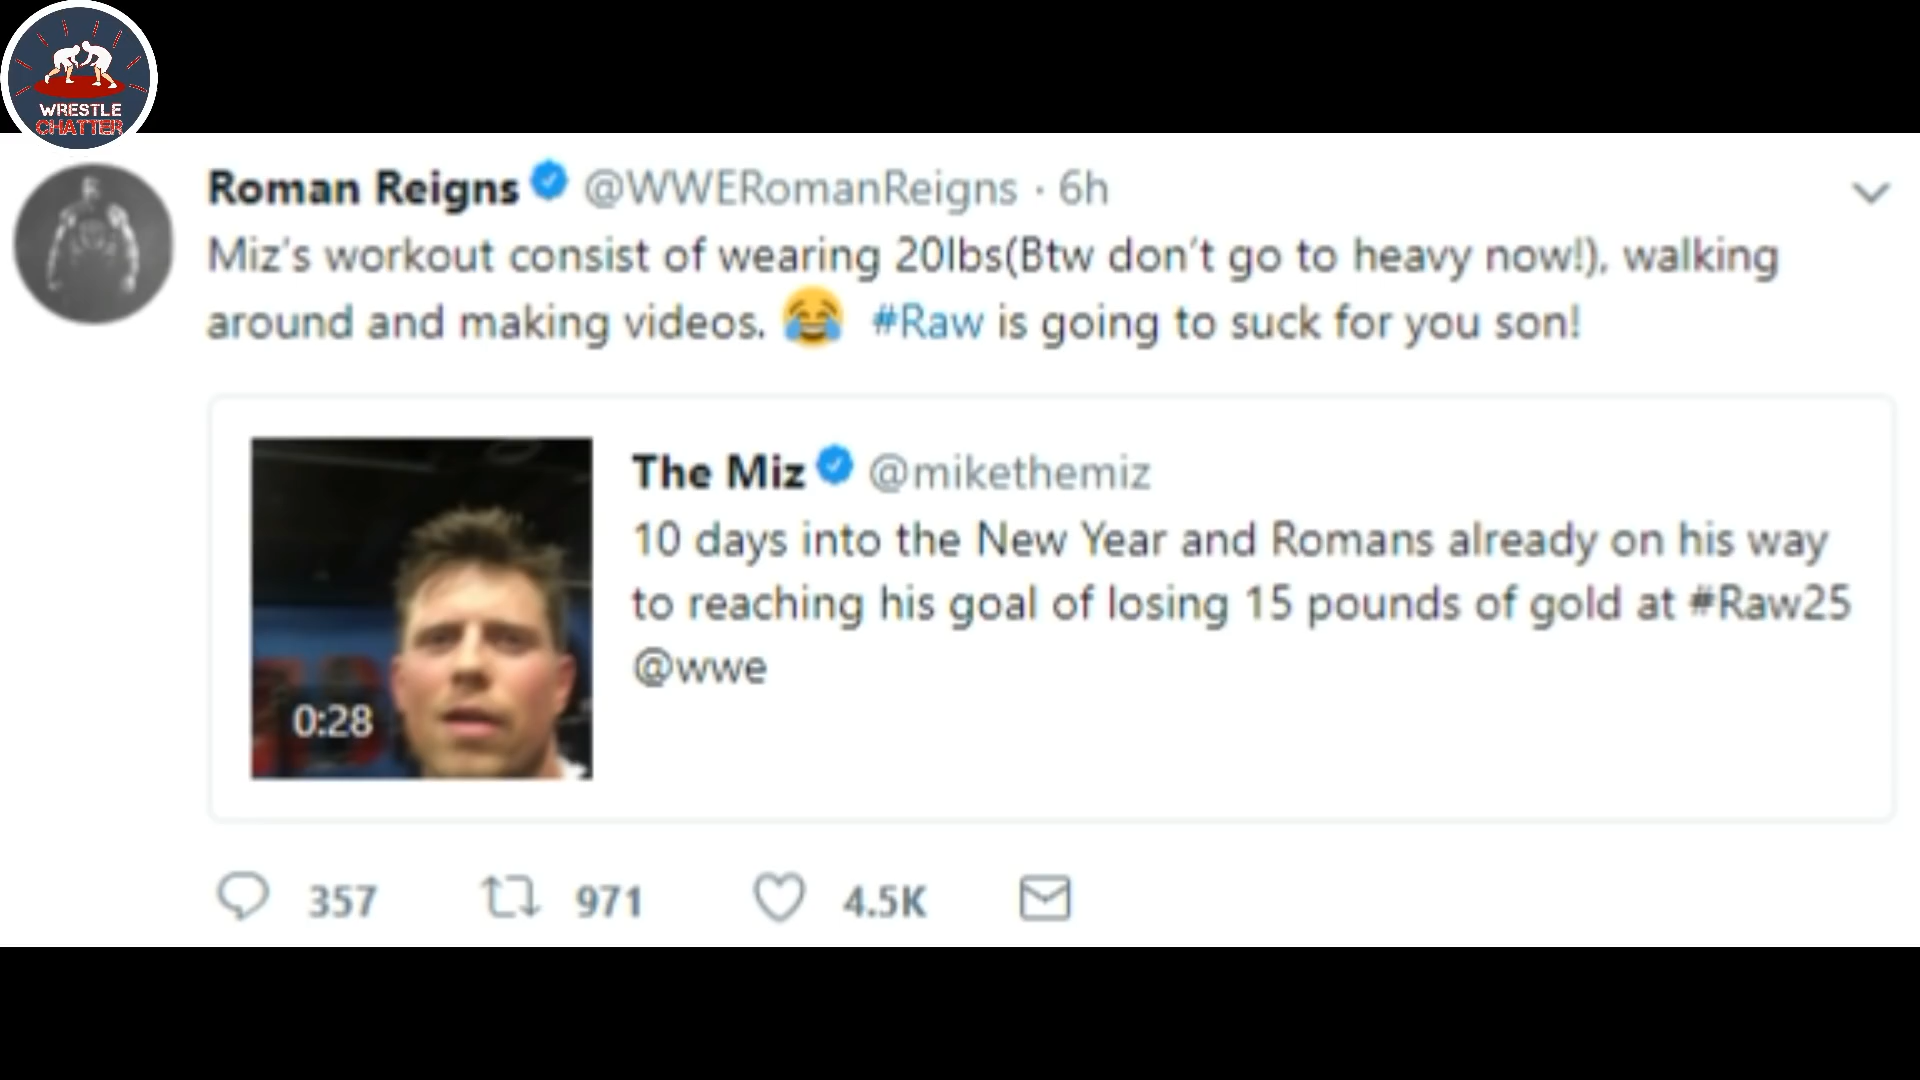 WRESTLE
CHATTER
Roman Reigns @WWERomanReigns · 6h
Miz’s workout consist of wearing 20lbs(Btw don’t go to heavy now!), walking
around and making videos. 😂 #Raw is going to suck for you son!
The Miz @mikethemiz
10 days into the New Year and Romans already on his way
to reaching his goal of losing 15 pounds of gold at #Raw25
@wwe
0:28
357 971 4.5K